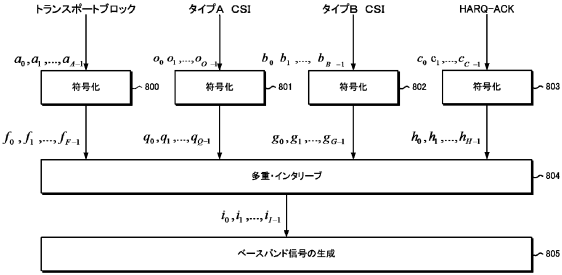 トランスポートブロック タイプA CSI タイプB CSI HARQ-ACK
a0, a1 ,..., aA-1 o0 o1 ,..., oO-1 b0 b1 ,..., bB-1 c0 c1 ,..., cC-1
符号化 800 符号化 801 符号化 802 符号化 803
f0 , f1 ,..., fF-1 q0, q1 ,..., qQ-1 g0, g1 ,..., gG-1 h0, h1 ,..., hH-1
多重・インタリーブ 804
i0, i1 ,..., iI-1
ベースバンド信号の生成 805